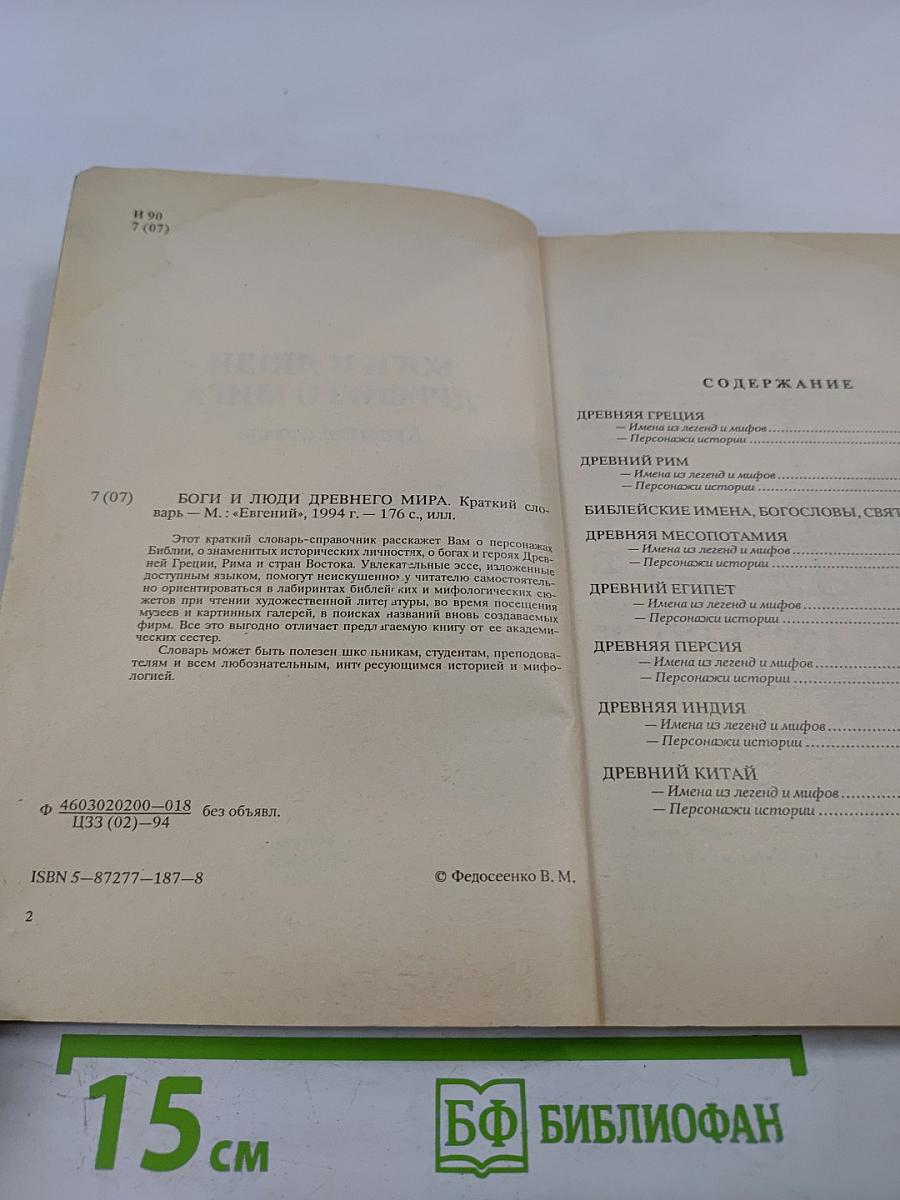 И 90
7 (07)
7 (07) БОГИ И ЛЮДИ ДРЕВНЕГО МИРА. Краткий сло-
варь — М. : «Евгений», 1994 г. — 176 с., илл.
Этот краткий словарь-справочник расскажет Вам о персонажах
Библии, о знаменитых исторических личностях, о богах и героях Древ-
ней Греции, Рима и стран Востока. Увлекательные эссе, изложенные
доступным языком, помогут неискушенному читателю самостоятель-
но ориентироваться в лабиринтах библейских и мифологических сю-
жетов при чтении художественной литературы, во время посещения
музеев и картинных галерей, в поисках названий вновь создаваемых
фирм. Все это выгодно отличает предлагаемую книгу от ее академи-
ческих сестер.
Словарь может быть полезен школьникам, студентам, преподова-
телям и всем любознательным, интересующимся историей и мифо-
логией.
Ф 4603020200—018 без объявл.
ЦЗЗ (02)—94
ISBN 5—87277—187—8
© Федосеенко В. М.
2
СОДЕРЖАНИЕ
ДРЕВНЯЯ ГРЕЦИЯ
— Имена из легенд и мифов
— Персонажи истории
ДРЕВНИЙ РИМ
— Имена из легенд и мифов
— Персонажи истории
БИБЛЕЙСКИЕ ИМЕНА, БОГОСЛОВЫ, СВЯТ
ДРЕВНЯЯ МЕСОПОТАМИЯ
— Имена из легенд и мифов
— Персонажи истории
ДРЕВНИЙ ЕГИПЕТ
— Имена из легенд и мифов
— Персонажи истории
ДРЕВНЯЯ ПЕРСИЯ
— Имена из легенд и мифов
— Персонажи истории
ДРЕВНЯЯ ИНДИЯ
— Имена из легенд и мифов
— Персонажи истории
ДРЕВНИЙ КИТАЙ
— Имена из легенд и мифов
— Персонажи истории
15 см
БФ БИБЛИОФАН